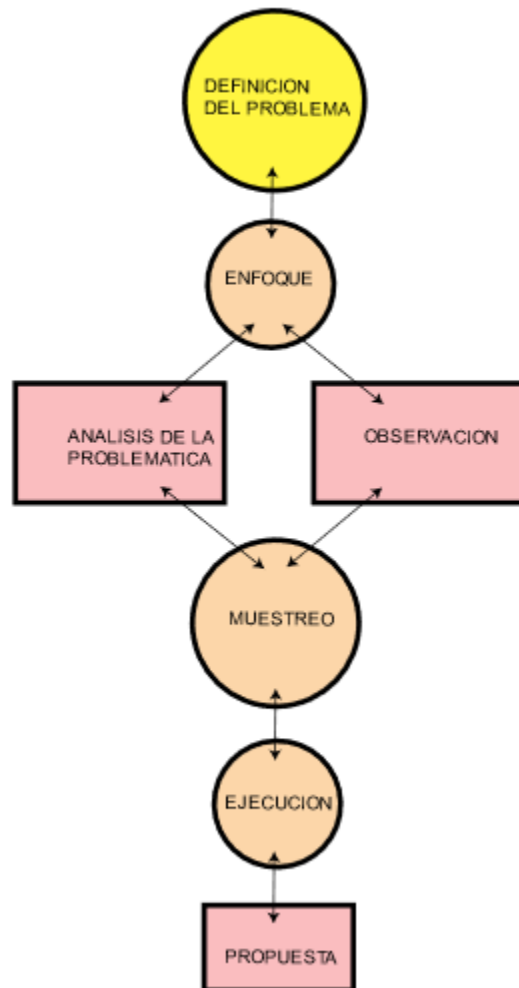 DEFINICION
DEL PROBLEMA
ENFOQUE
ANALISIS DE LA
PROBLEMATICA
OBSERVACION
MUESTREO
EJECUCION
PROPUESTA